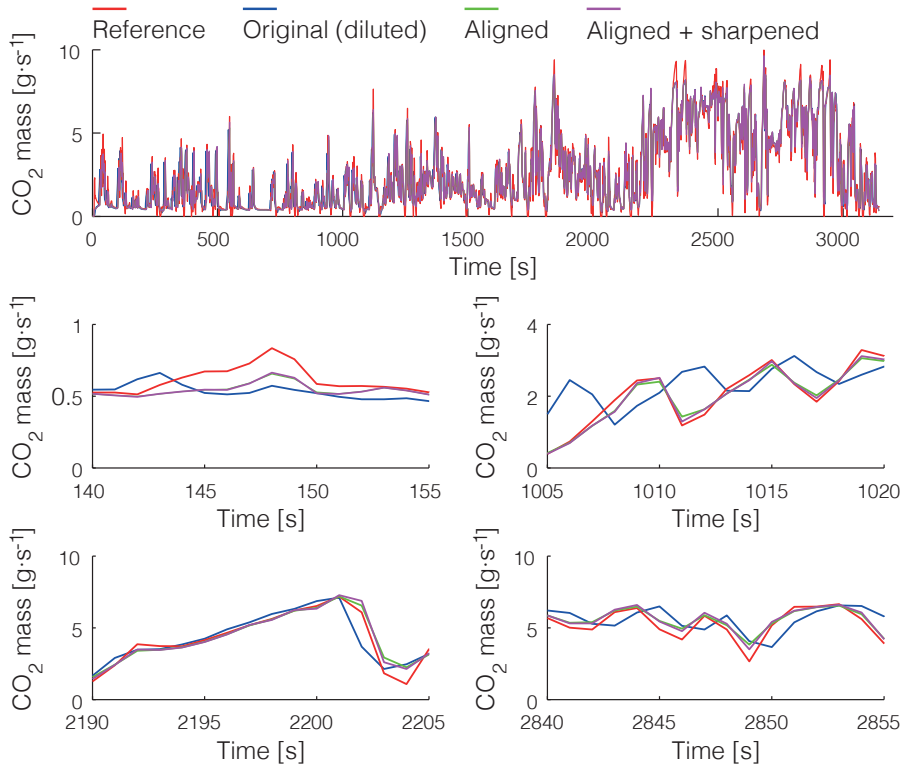 Reference Original (diluted) Aligned Aligned + sharpened
CO2 mass [g·s-1]
10
5
0
0 500 1000 1500 2000 2500 3000
Time [s]
CO2 mass [g·s-1]
1
0.5
0
140 145 150 155
Time [s]
CO2 mass [g·s-1]
4
2
0
1005 1010 1015 1020
Time [s]
CO2 mass [g·s-1]
10
5
0
2190 2195 2200 2205
Time [s]
CO2 mass [g·s-1]
10
5
0
2840 2845 2850 2855
Time [s]